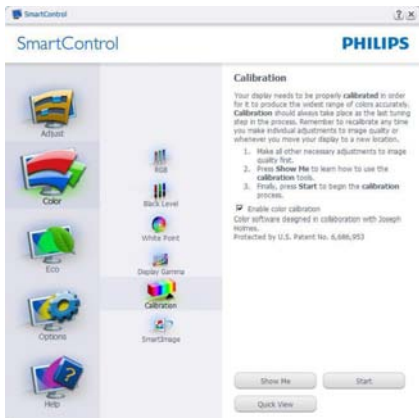 SmartControl
SmartControl
PHILIPS
Adjust
Color
Eco
Options
Help
RGB
Black Level
White Point
Display Gamma
Calibration
SmartImage
Calibration
Your display needs to be properly calibrated in order
for it to produce the widest range of colors accurately.
Calibration should always take place as the last tuning
step in the process. Remember to recalibrate any time
you make individual adjustments to image quality or
whenever you move your display to a new location.
1. Make all other necessary adjustments to image
quality first.
2. Press Show Me to learn how to use the
calibration tools.
3. Finally, press Start to begin the calibration
process.
Enable color calibration
Color software designed in collaboration with Joseph
Holmes.
Protected by U.S. Patent No. 6,686,953
Show Me
Start
Quick View